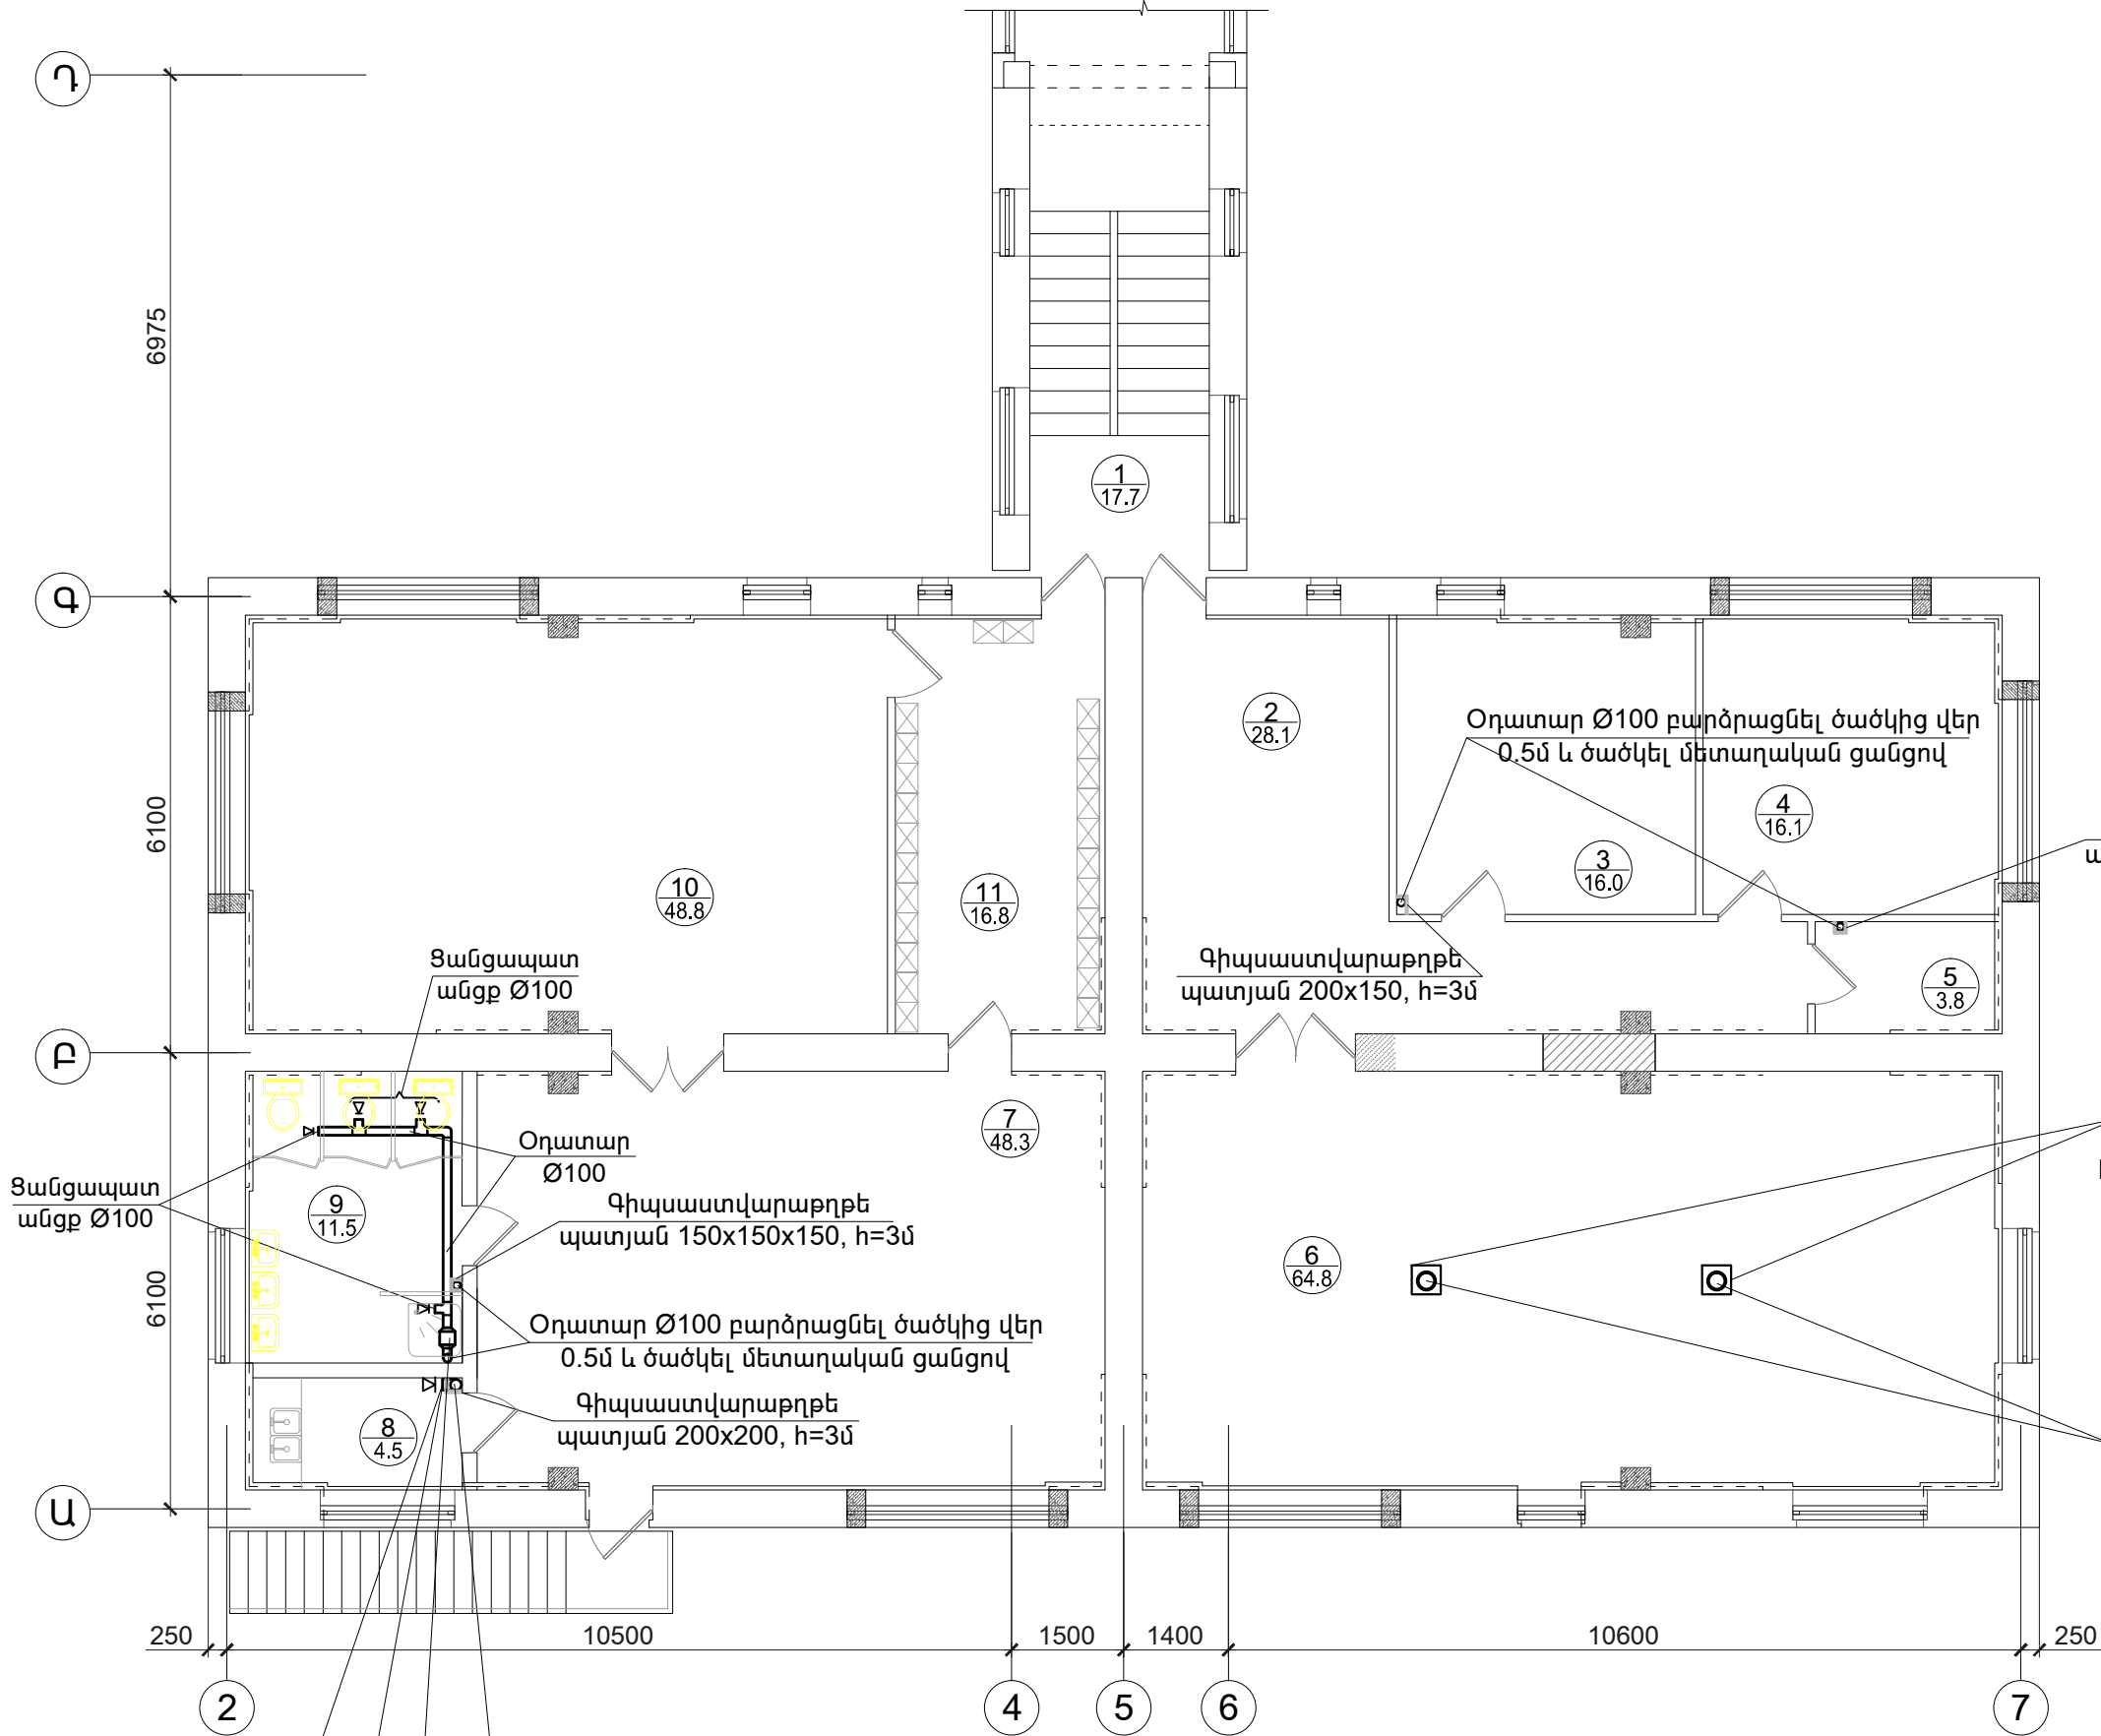 Դ
6975
1
17.7
Գ
2
28.1
Օդատար Ø100 բարձրացնել ծածկից վեր
0.5մ և ծածկել մետաղական ցանցով
4
16.1
6100
3
16.0
պ
10
48.8
11
16.8
Ցանցապատ
անցք Ø100
Գիպսաստվարաթղթե
պատյան 200x150, h=3մ
5
3.8
Բ
7
48.3
Օդատար
Ø100
Ցանցապատ
անցք Ø100
9
11.5
Գիպսաստվարաթղթե
պատյան 150x150x150, h=3մ
6
64.8
6100
Օդատար Ø100 բարձրացնել ծածկից վեր
0.5մ և ծածկել մետաղական ցանցով
Գիպսաստվարաթղթե
պատյան 200x200, h=3մ
8
4.5
Ա
250
10500
1500
1400
10600
250
2
4
5
6
7